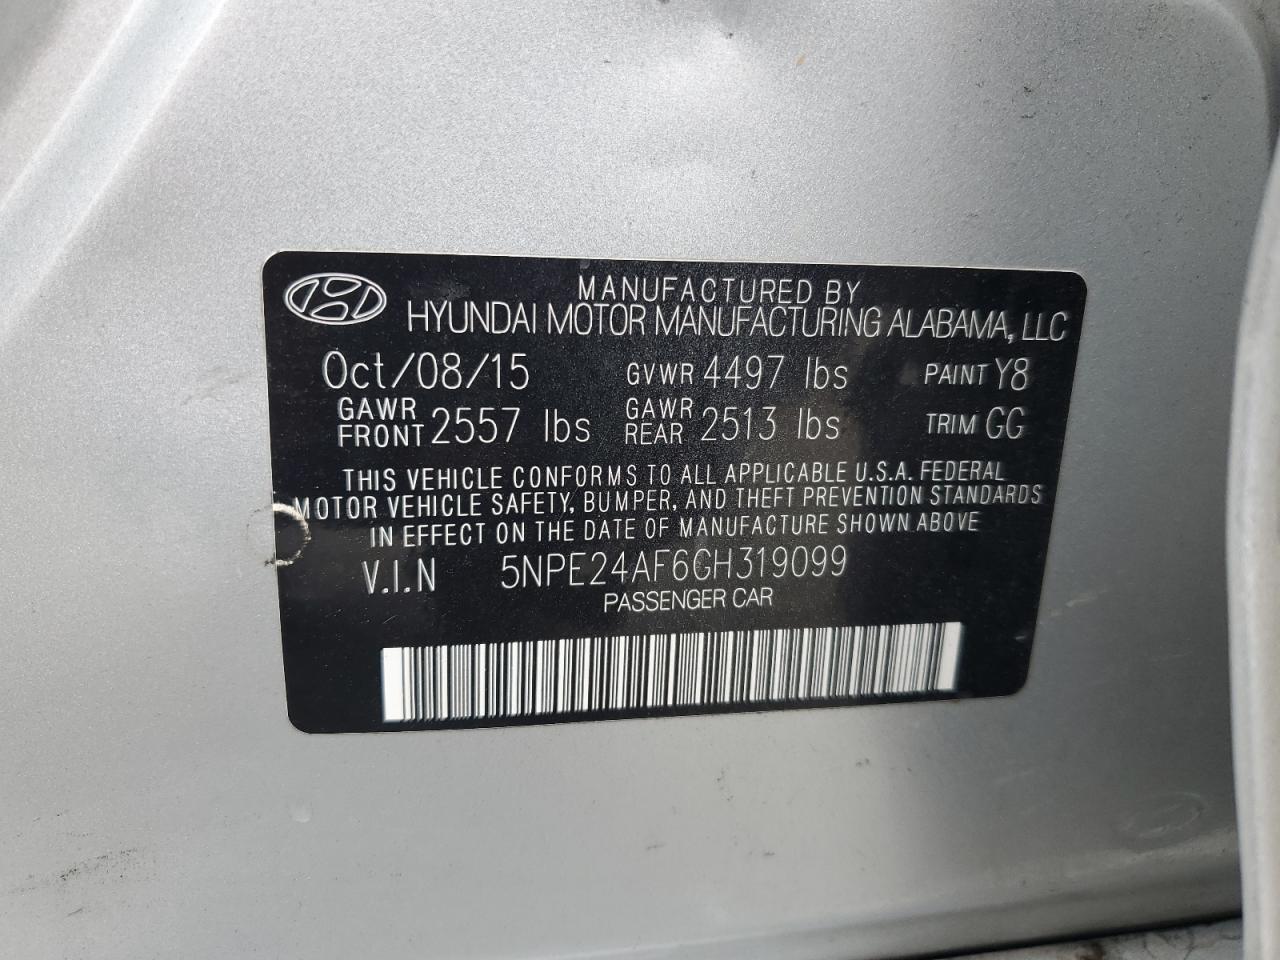 MANUFACTURED BY
HYUNDAI MOTOR MANUFACTURING ALABAMA, LLC
Oct/08/15 GVWR 4497 lbs PAINT Y8
GAWR FRONT 2557 lbs GAWR REAR 2513 lbs TRIM GG
THIS VEHICLE CONFORMS TO ALL APPLICABLE U.S.A. FEDERAL
MOTOR VEHICLE SAFETY, BUMPER, AND THEFT PREVENTION STANDARDS
IN EFFECT ON THE DATE OF MANUFACTURE SHOWN ABOVE
V.I.N 5NPE24AF6GH319099
PASSENGER CAR